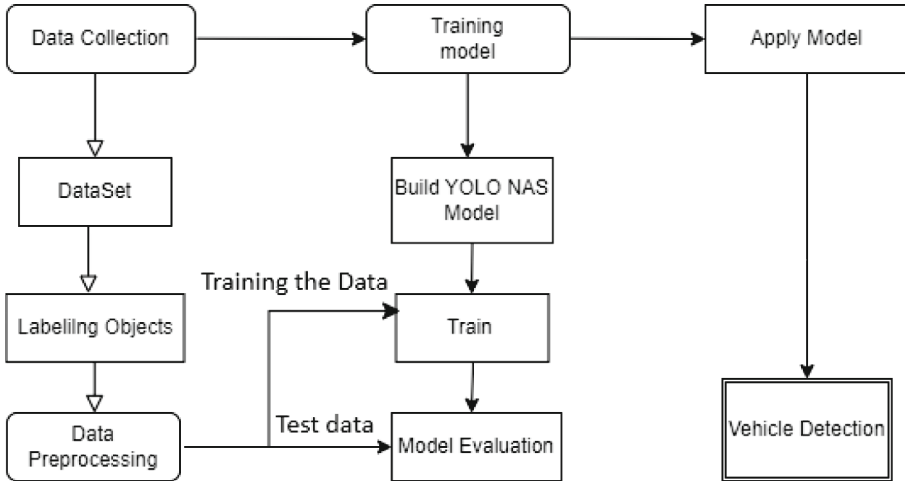 Data Collection
Training
model
Apply Model
DataSet
Build YOLO NAS
Model
Training the Data
Labelilng Objects
Train
Test data
Data
Preprocessing
Model Evaluation
Vehicle Detection